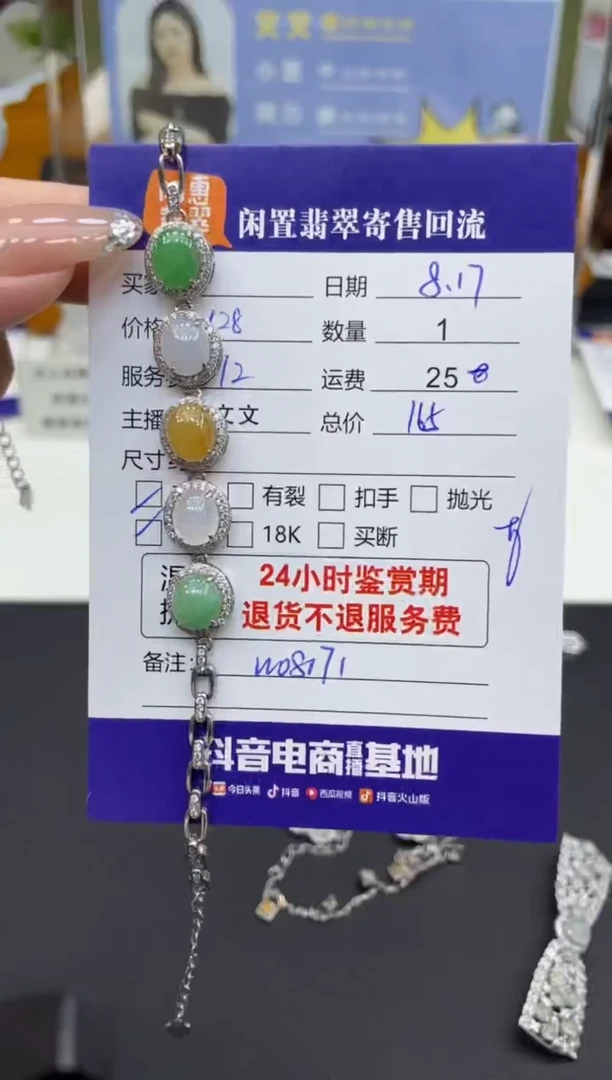 惠
翠
闲置翡翠寄售回流
买家 日期 8.17
价格 128 数量 1
服务费 12 运费 25
主播 文文 总价 165
尺寸
有裂 扣手 抛光
18K 买断
24小时鉴赏期
退货不退服务费
备注: W08171
抖音电商直播基地
今日头条 抖音 西瓜视频 抖音火山版